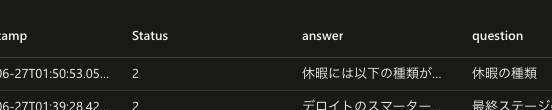 tamp Status answer question
06-27T01:50:53.05... 2 休暇には以下の種類が... 休暇の種類
06-27T01:39:28.42... 2 デロイトのスマーター... 最終ステージ